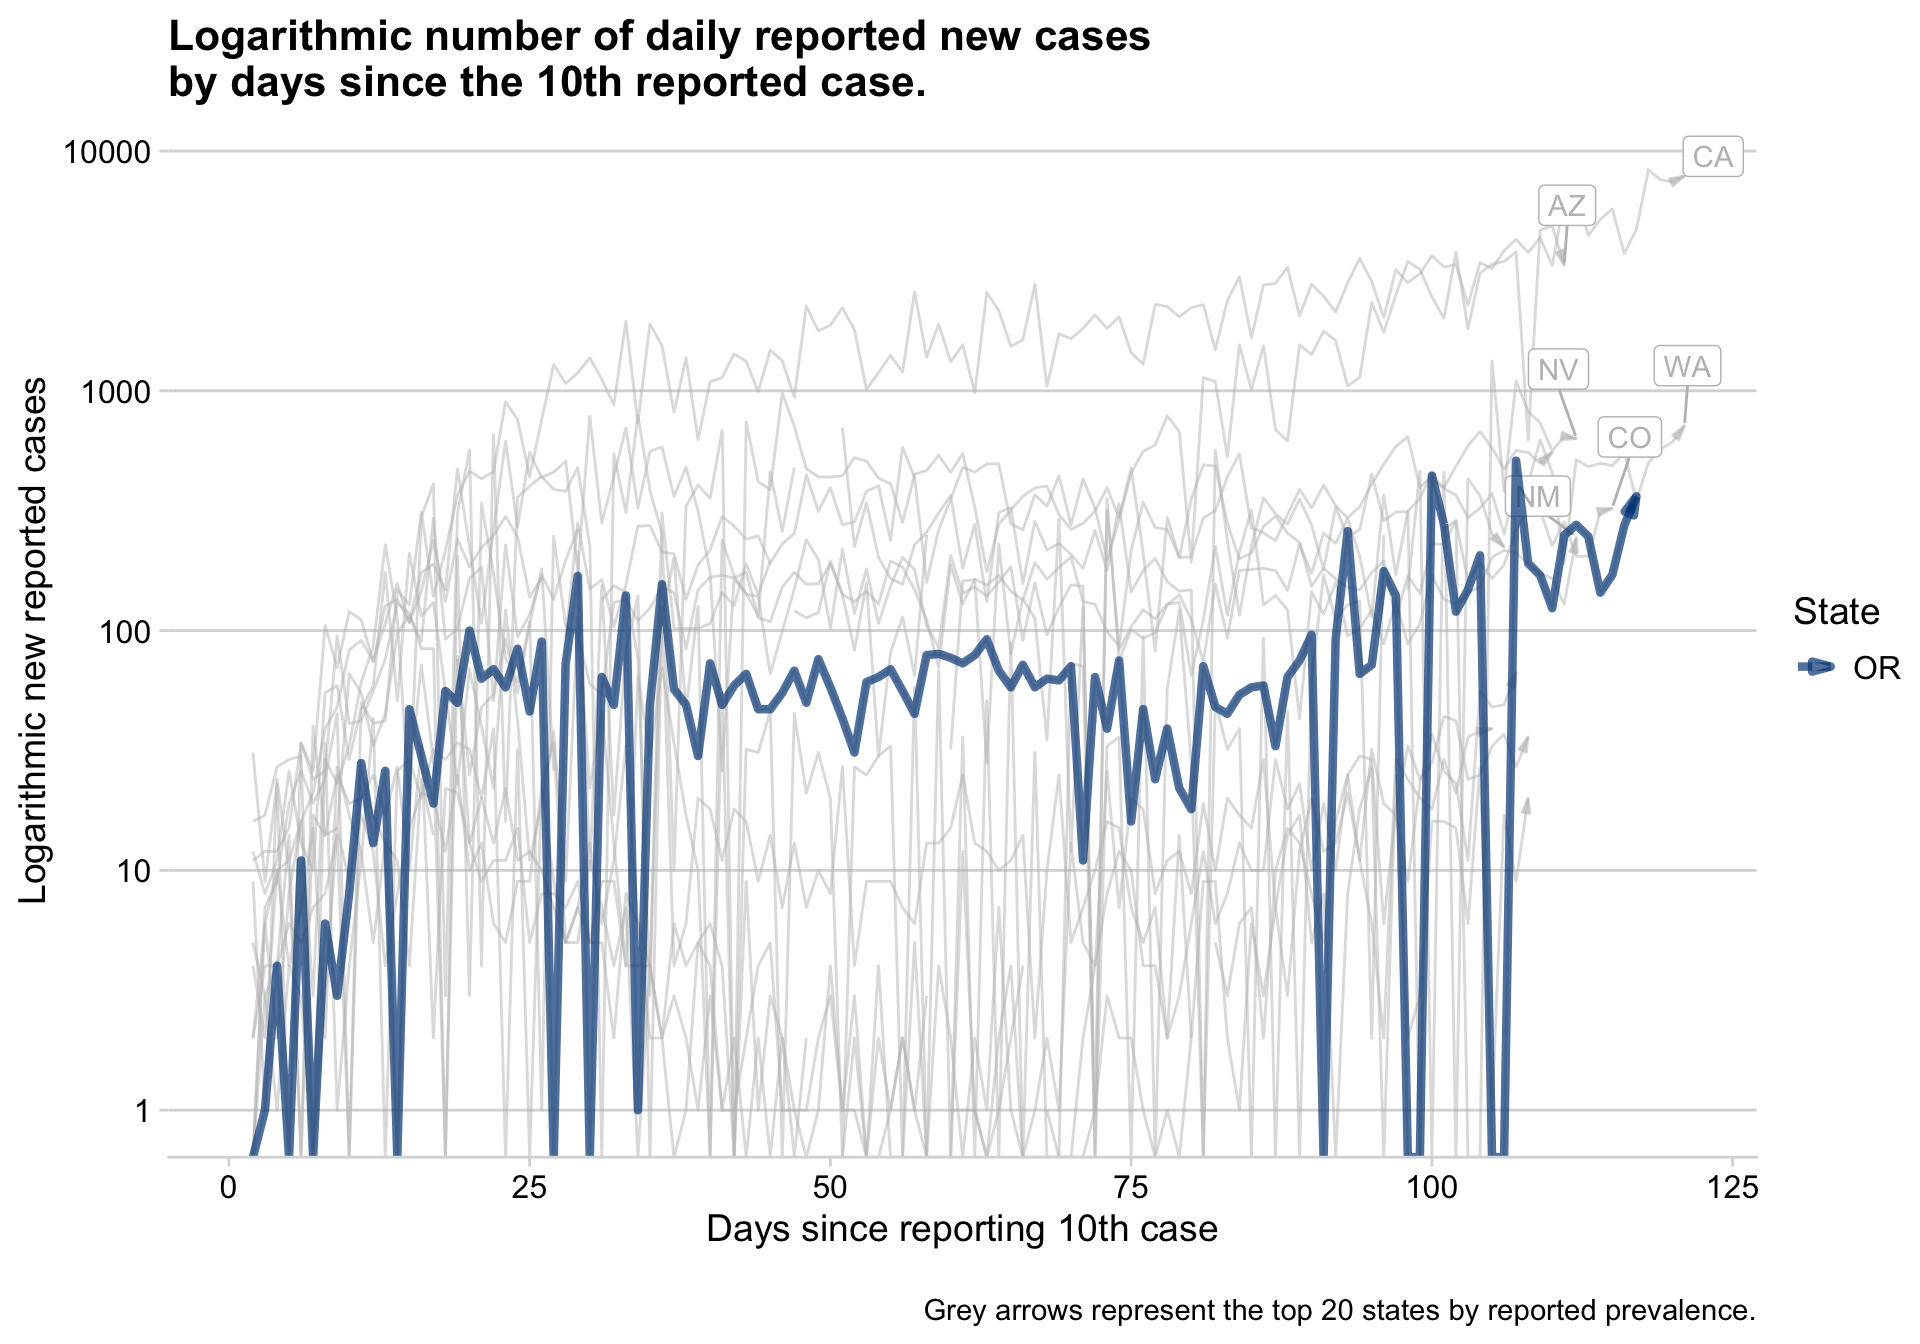 Logarithmic number of daily reported new cases
by days since the 10th reported case.
Logarithmic new reported cases
10000
1000
100
10
1
CA
AZ
NV
WA
CO
NM
State
OR
0
25
50
75
100
125
Days since reporting 10th case
Grey arrows represent the top 20 states by reported prevalence.